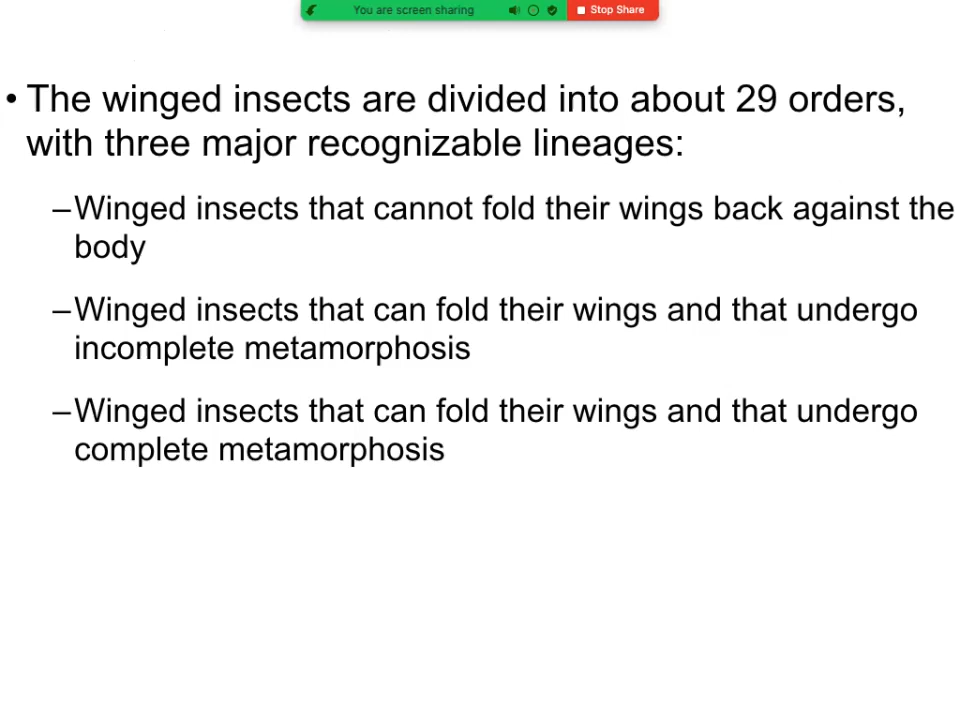 You are screen sharing
Stop Share
• The winged insects are divided into about 29 orders,
with three major recognizable lineages:
–Winged insects that cannot fold their wings back against the
body
–Winged insects that can fold their wings and that undergo
incomplete metamorphosis
–Winged insects that can fold their wings and that undergo
complete metamorphosis